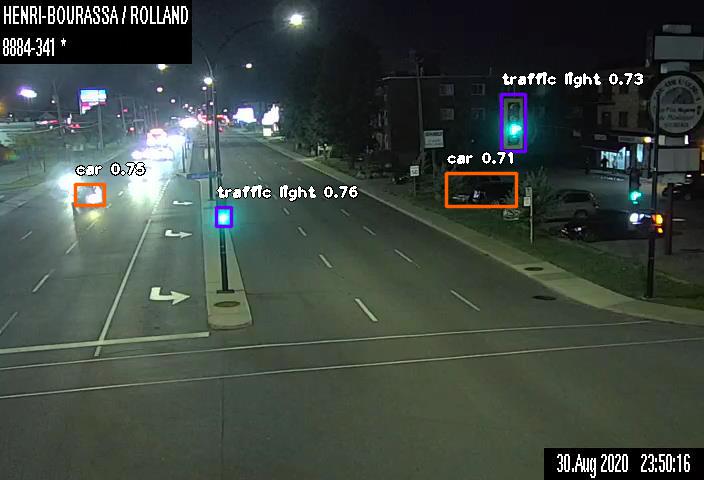 HENRI-BOURASSA / ROLLAND
8884-341 *
traffic light 0.73
car 0.71
car 0.75
traffic light 0.76
30.Aug 2020 23:50:16